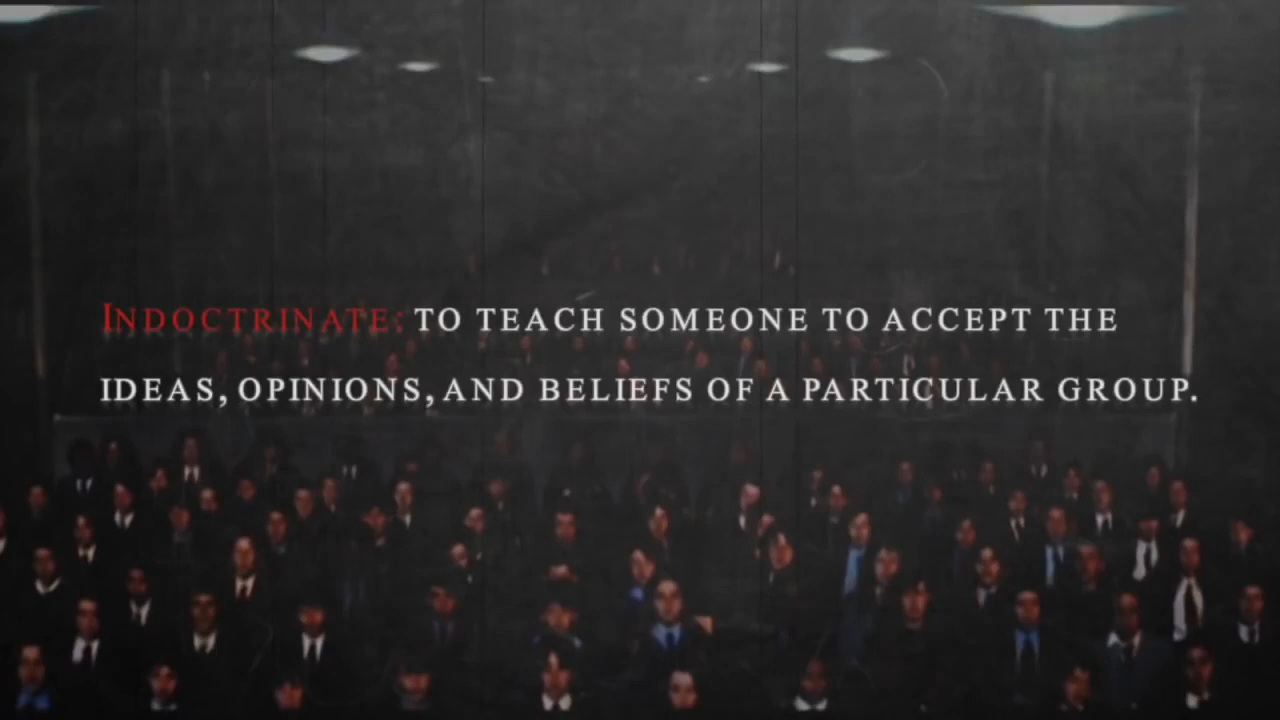 INDOCTRINATE: TO TEACH SOMEONE TO ACCEPT THE
IDEAS, OPINIONS, AND BELIEFS OF A PARTICULAR GROUP.